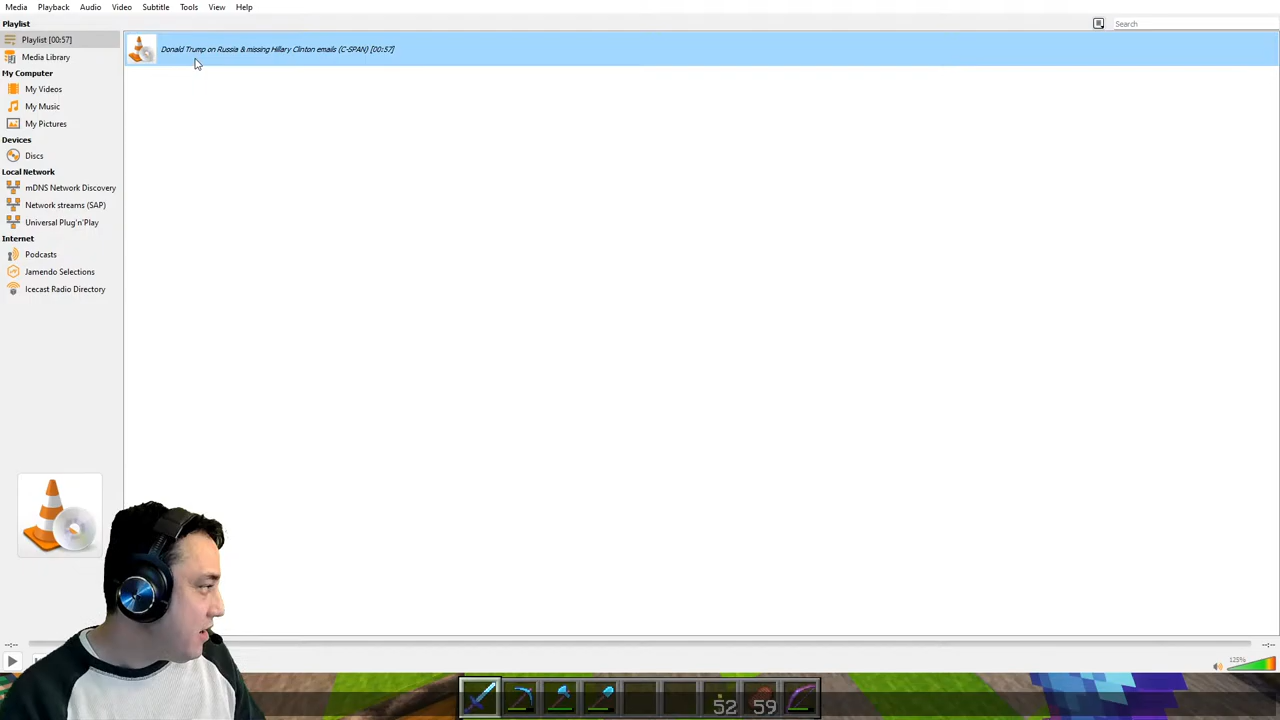 Media Playback Audio Video Subtitle Tools View Help
Playlist
Search
Playlist [00:57]
Donald Trump on Russia & missing Hillary Clinton emails (C-SPAN) [00:57]
Media Library
My Computer
My Videos
My Music
My Pictures
Devices
Discs
Local Network
mDNS Network Discovery
Network streams (SAP)
Universal Plug'n'Play
Internet
Podcasts
Jamendo Selections
Icecast Radio Directory
--:-- --:--
125%
52 59